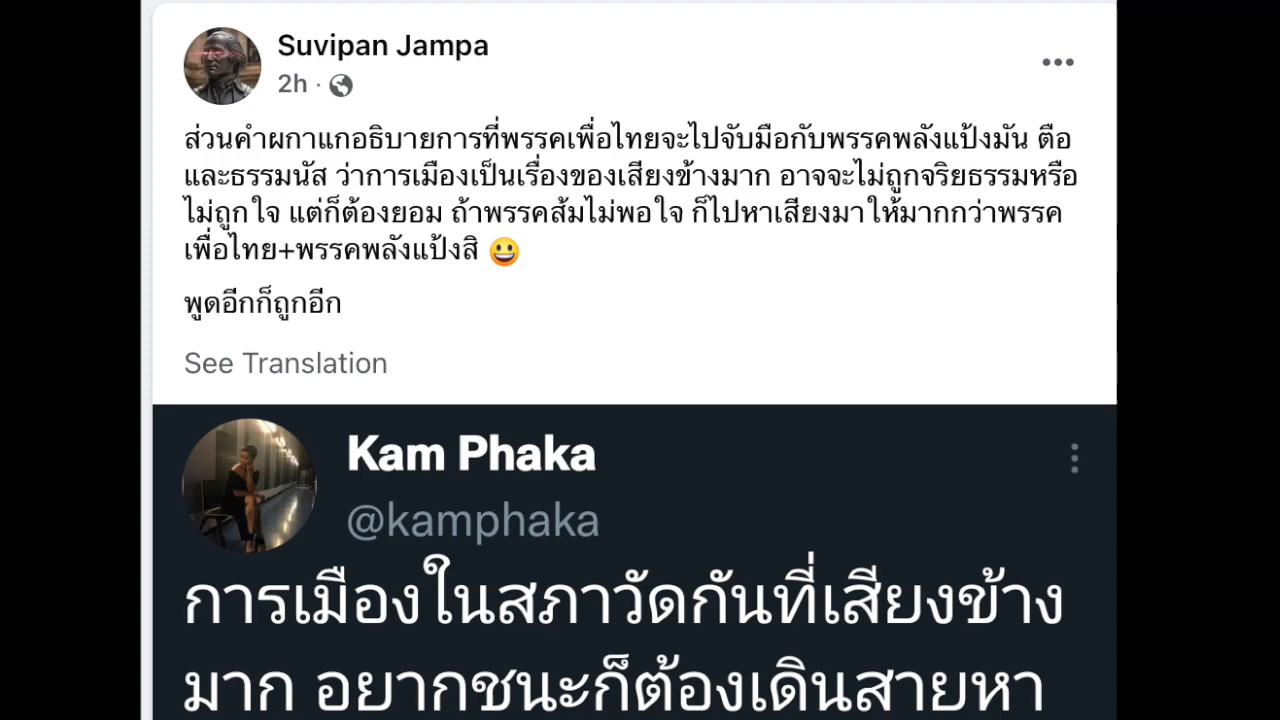 Suvipan Jampa
2h ·
ส่วนคำผกาแกอธิบายการที่พรรคเพื่อไทยจะไปจับมือกับพรรคพลังแป้งมัน ตือ
และธรรมนัส ว่าการเมืองเป็นเรื่องของเสียงข้างมาก อาจจะไม่ถูกจริยธรรมหรือ
ไม่ถูกใจ แต่ก็ต้องยอม ถ้าพรรคส้มไม่พอใจ ก็ไปหาเสียงมาให้มากกว่าพรรค
เพื่อไทย+พรรคพลังแป้งสิ 😀
พูดอีกก็ถูกอีก
See Translation
Kam Phaka
@kamphaka
การเมืองในสภาวัดกันที่เสียงข้าง
มาก อยากชนะก็ต้องเดินสายหา